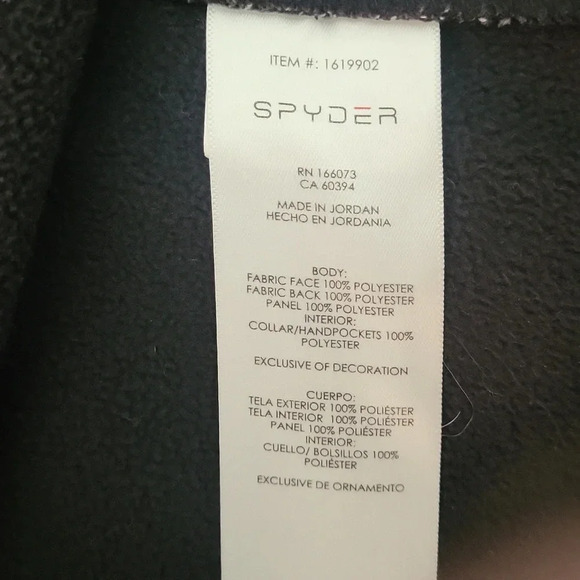 ITEM #: 1619902
SPYDER
RN 166073
CA 60394
MADE IN JORDAN
HECHO EN JORDANIA
BODY:
FABRIC FACE 100% POLYESTER
FABRIC BACK 100% POLYESTER
PANEL 100% POLYESTER
INTERIOR:
COLLAR/HANDPOCKETS 100%
POLYESTER
EXCLUSIVE OF DECORATION
CUERPO:
TELA EXTERIOR 100% POLIÉSTER
TELA INTERIOR 100% POLIÉSTER
PANEL 100% POLIÉSTER
INTERIOR:
CUELLO/ BOLSILLOS 100%
POLIÉSTER
EXCLUSIVE DE ORNAMENTO